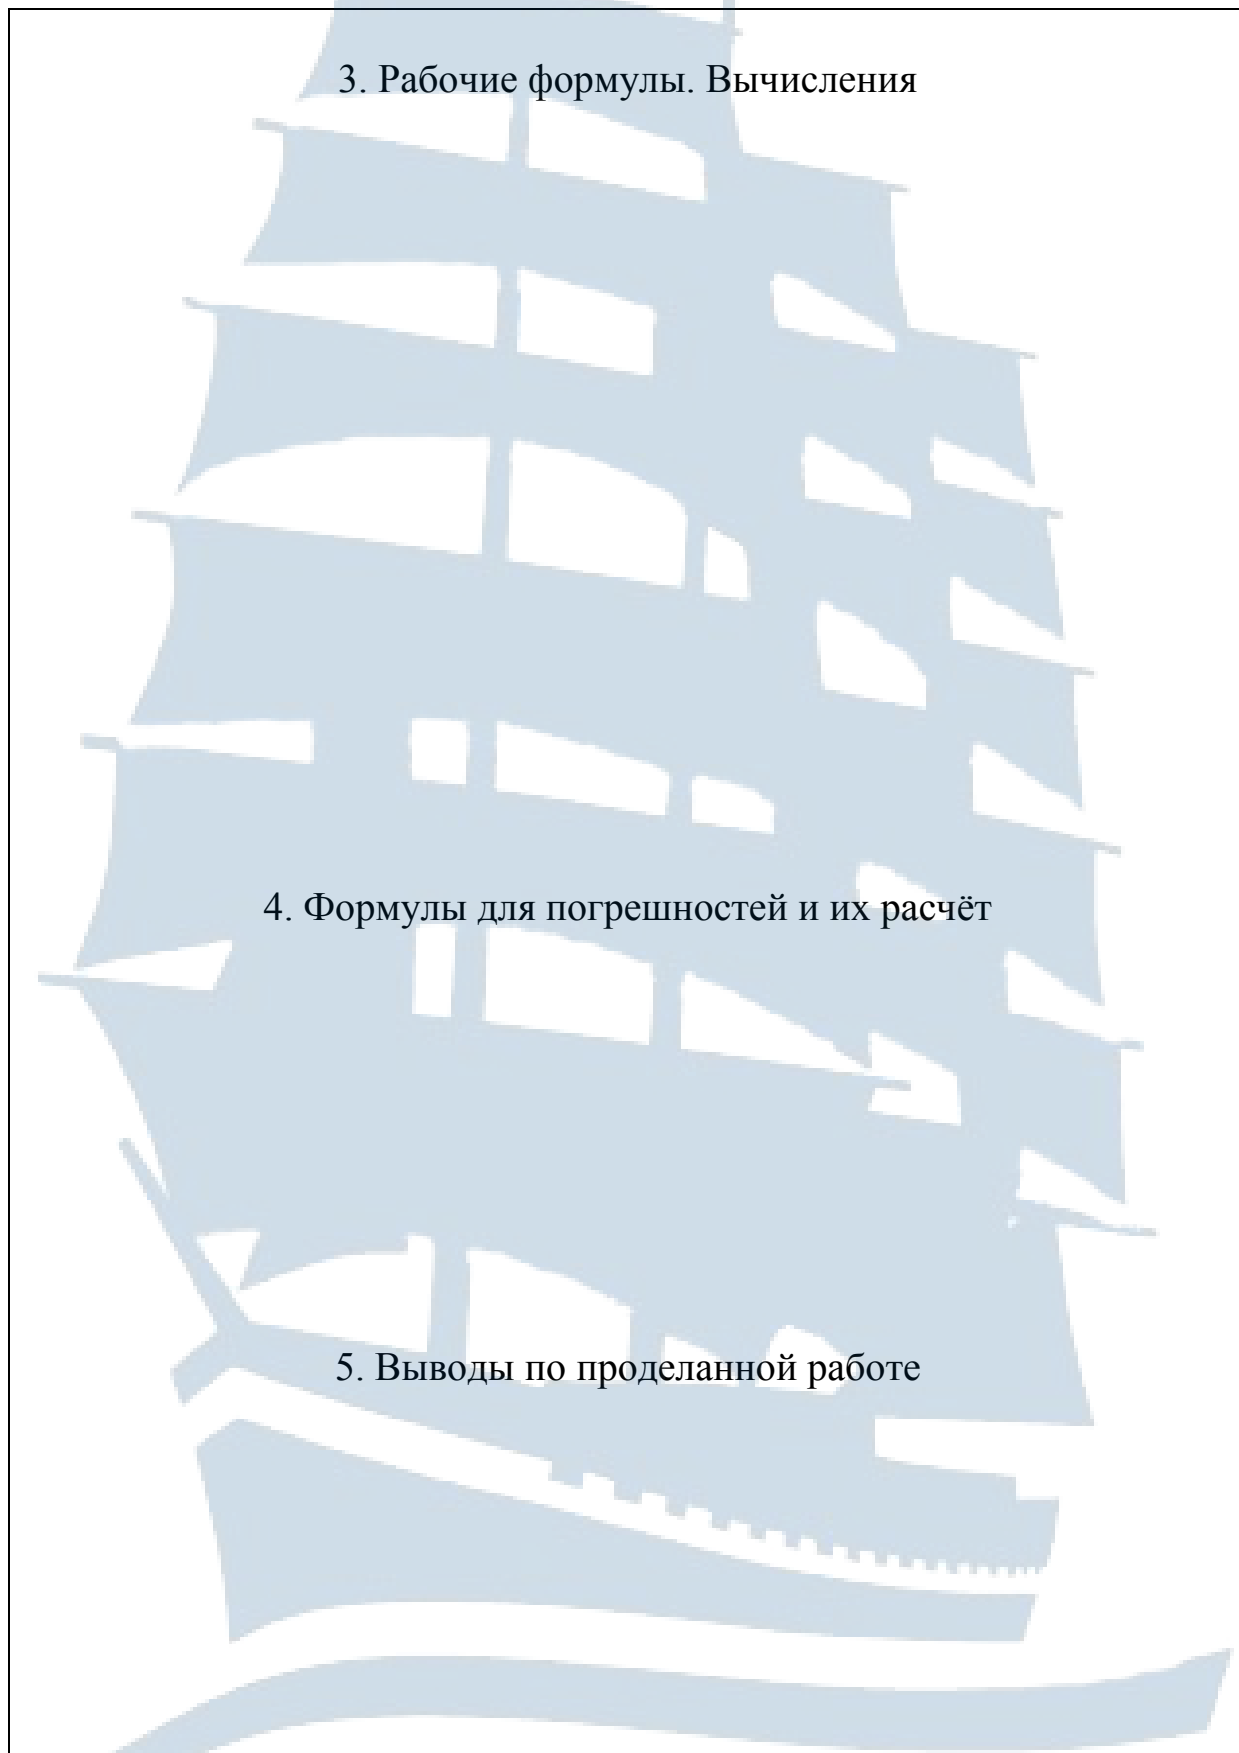 3. Рабочие формулы. Вычисления
4. Формулы для погрешностей и их расчёт
5. Выводы по проделанной работе